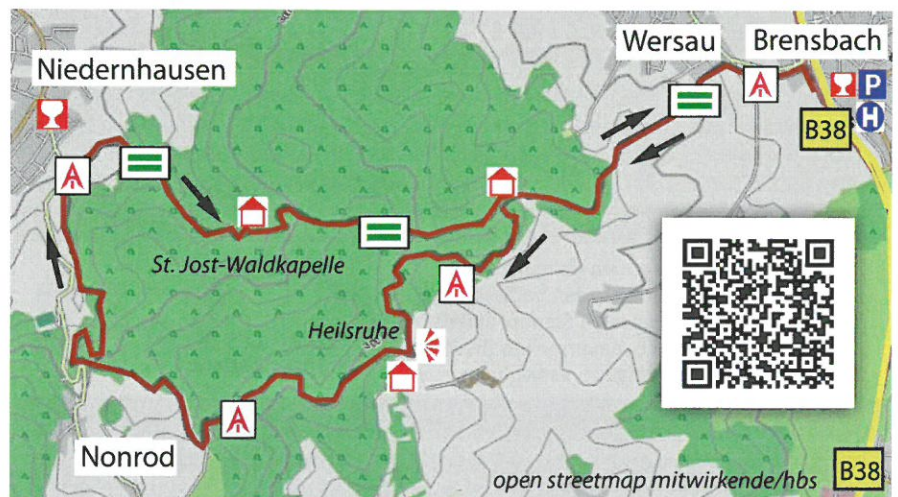 Wersau Brensbach
Niedernhausen
P
H
B38
St. Jost-Waldkapelle
Heilsruhe
Nonrod
open streetmap mitwirkende/hbs
B38